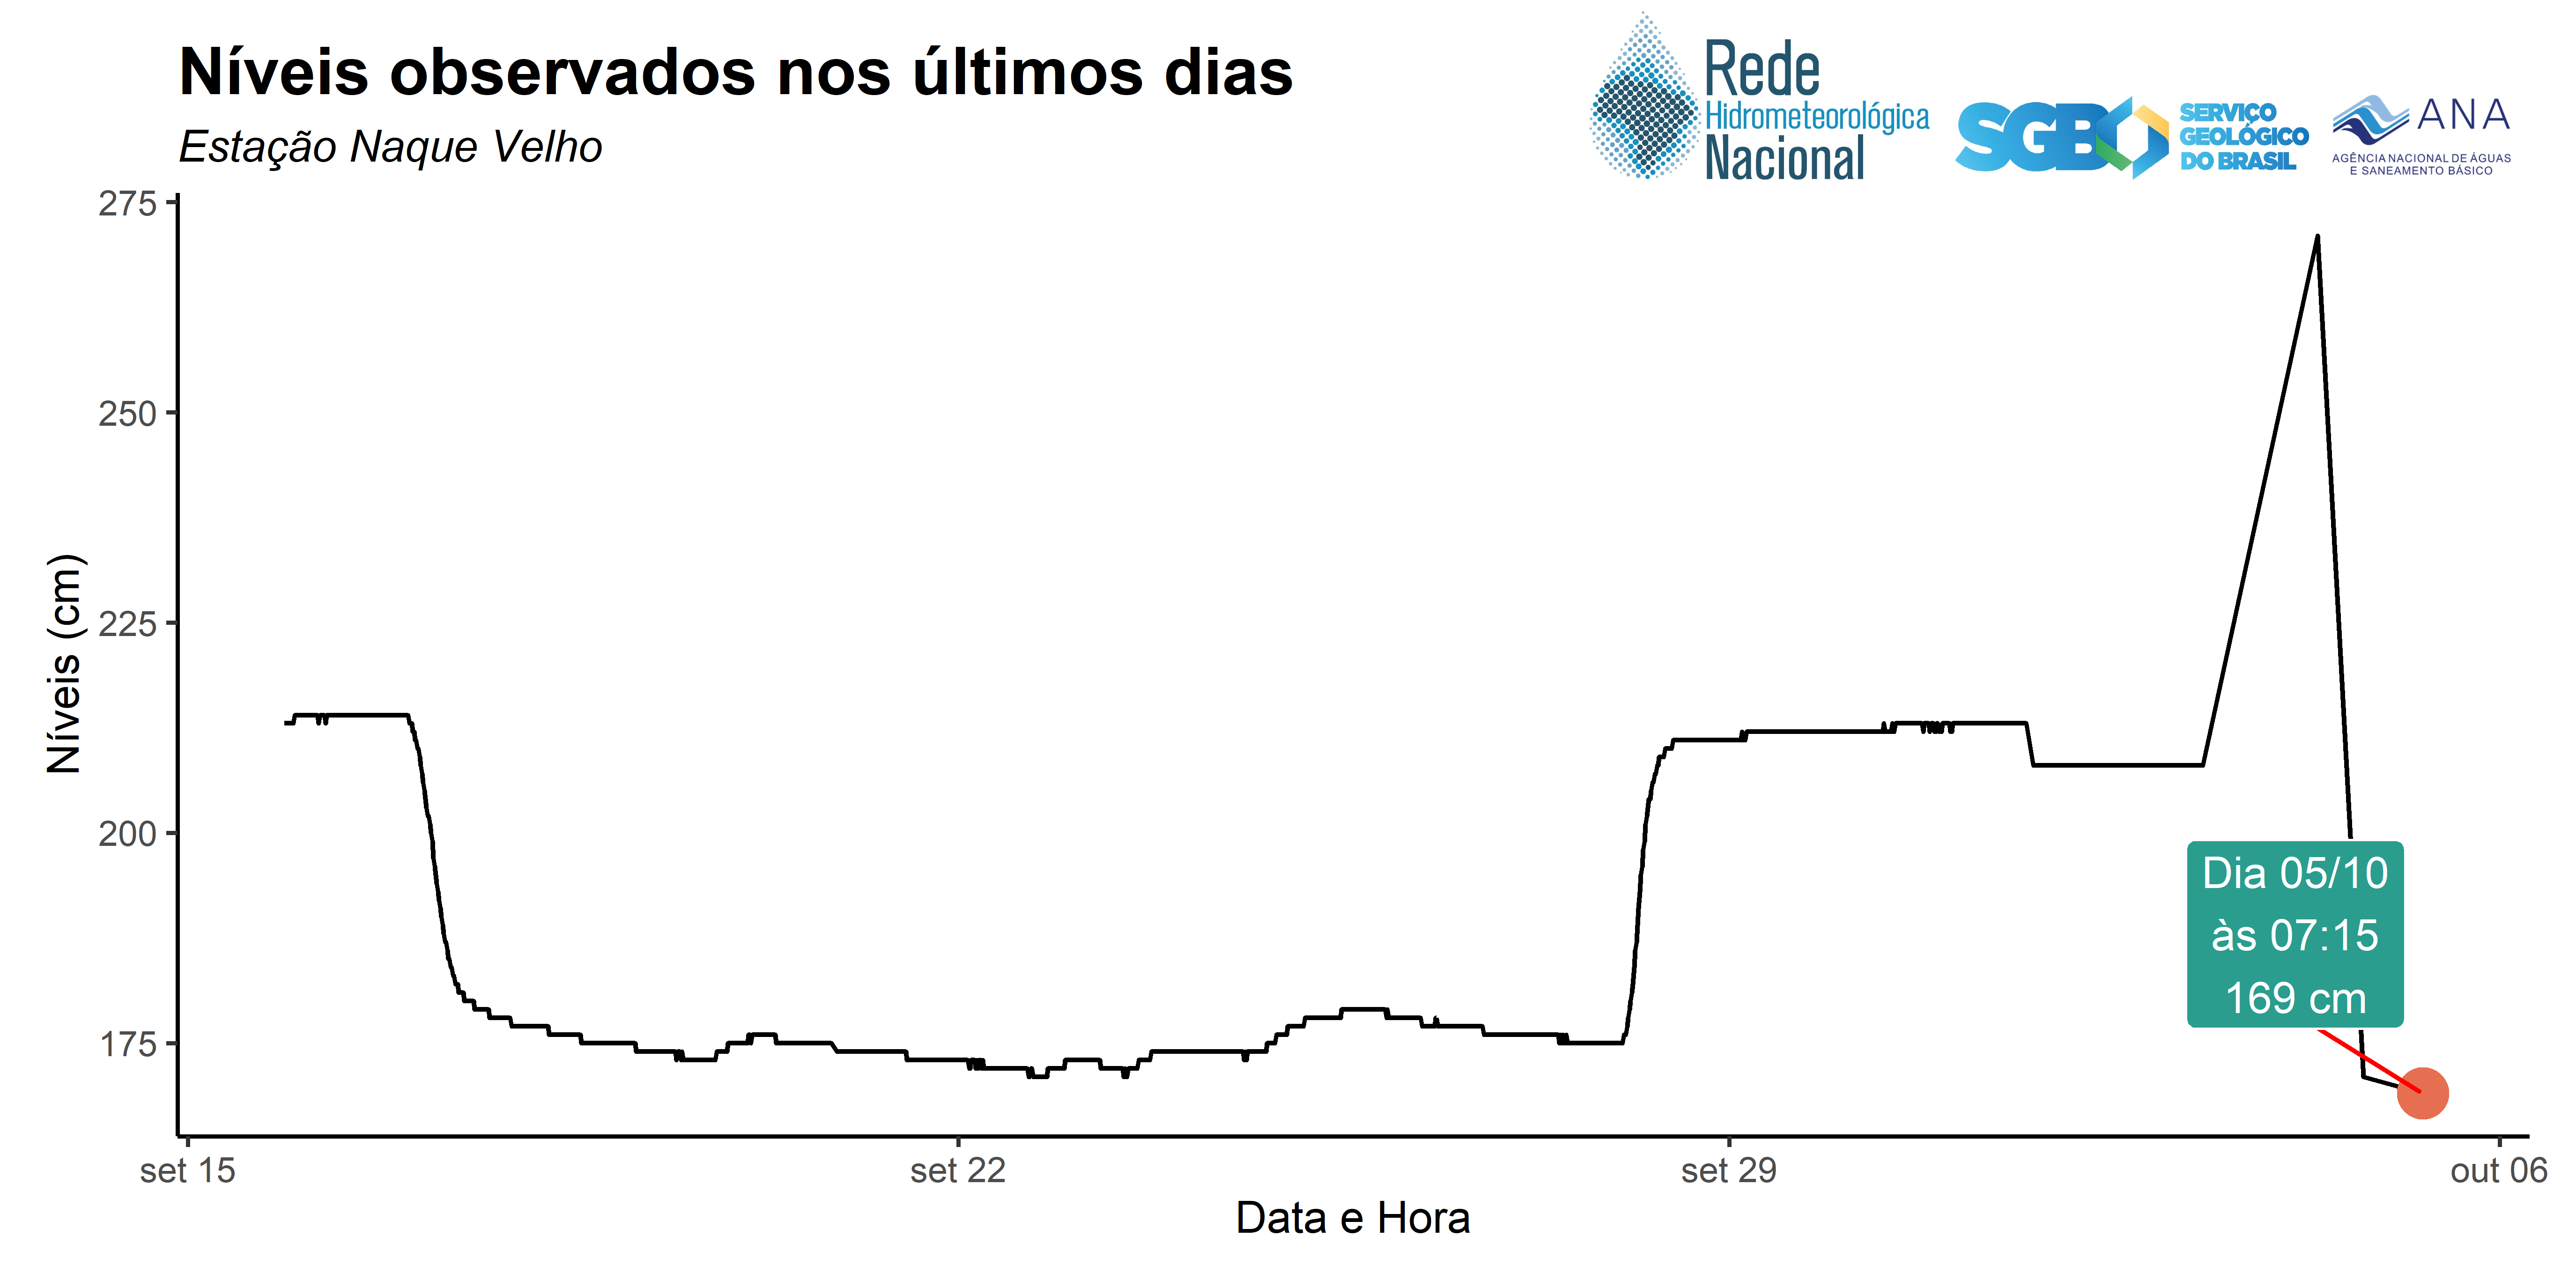 Níveis observados nos últimos dias
Estação Naque Velho
Rede
Hidrometeorológica
Nacional
SGB
SERVIÇO
GEOLÓGICO
DO BRASIL
ANA
AGÊNCIA NACIONAL DE ÁGUAS
E SANEAMENTO BÁSICO
Níveis (cm)
275
250
225
200
175
Dia 05/10
às 07:15
169 cm
set 15
set 22
set 29
out 06
Data e Hora